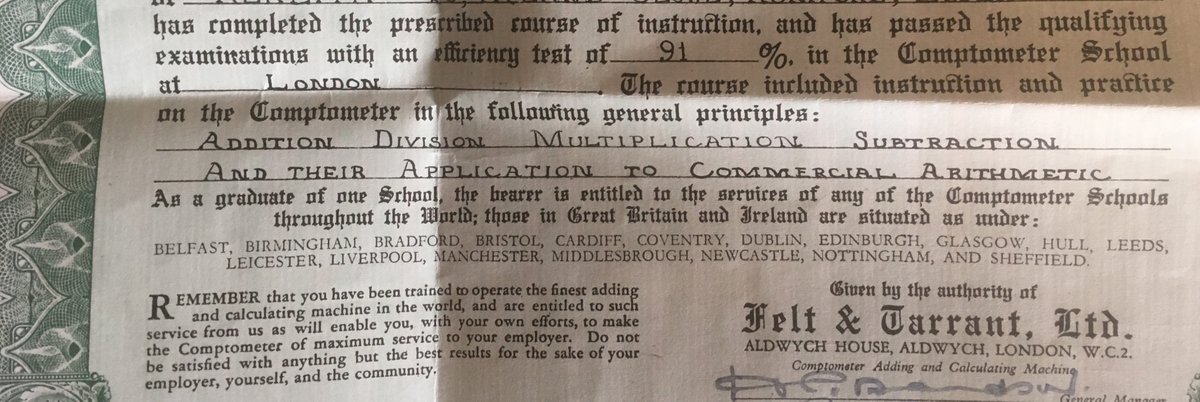 has completed the prescribed course of instruction, and has passed the qualifying
examinations with an efficiency test of 91 %. in the Comptometer School
at LONDON. The course included instruction and practice
on the Comptometer in the following general principles:
ADDITION DIVISION MULTIPLICATION SUBTRACTION
AND THEIR APPLICATION TO COMMERCIAL ARITHMETIC
As a graduate of one School, the bearer is entitled to the services of any of the Comptometer Schools
throughout the World; those in Great Britain and Ireland are situated as under:
BELFAST, BIRMINGHAM, BRADFORD, BRISTOL, CARDIFF, COVENTRY, DUBLIN, EDINBURGH, GLASGOW, HULL, LEEDS,
LEICESTER, LIVERPOOL, MANCHESTER, MIDDLESBROUGH, NEWCASTLE, NOTTINGHAM, AND SHEFFIELD.
REMEMBER that you have been trained to operate the finest adding
and calculating machine in the world, and are entitled to such
service from us as will enable you, with your own efforts, to make
the Comptometer of maximum service to your employer. Do not
be satisfied with anything but the best results for the sake of your
employer, yourself, and the community.
Given by the authority of
Felt & Tarrant, Ltd.
ALDWYCH HOUSE, ALDWYCH, LONDON, W.C.2.
Comptometer Adding and Calculating Machine
General Manager